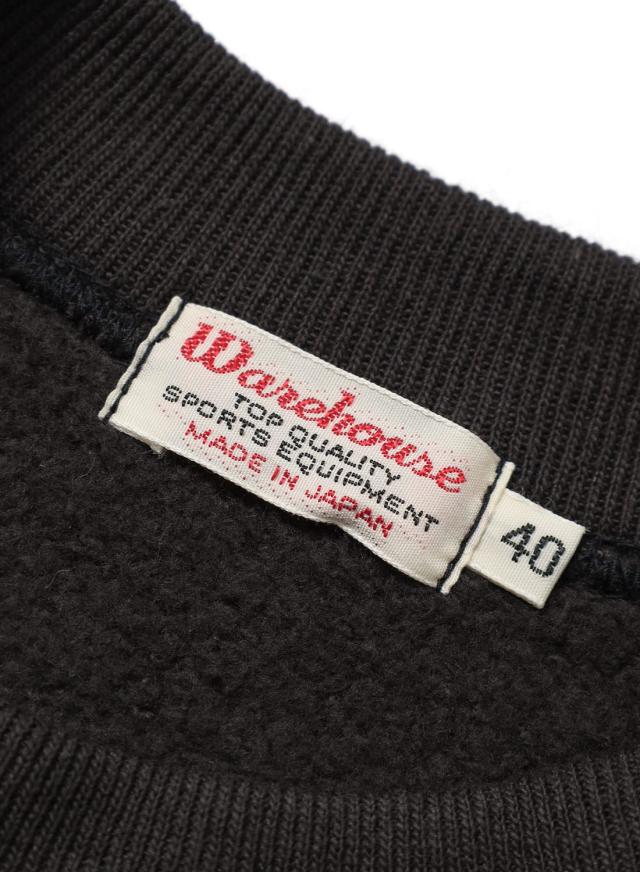 Warehouse
TOP QUALITY
SPORTS EQUIPMENT
MADE IN JAPAN
40